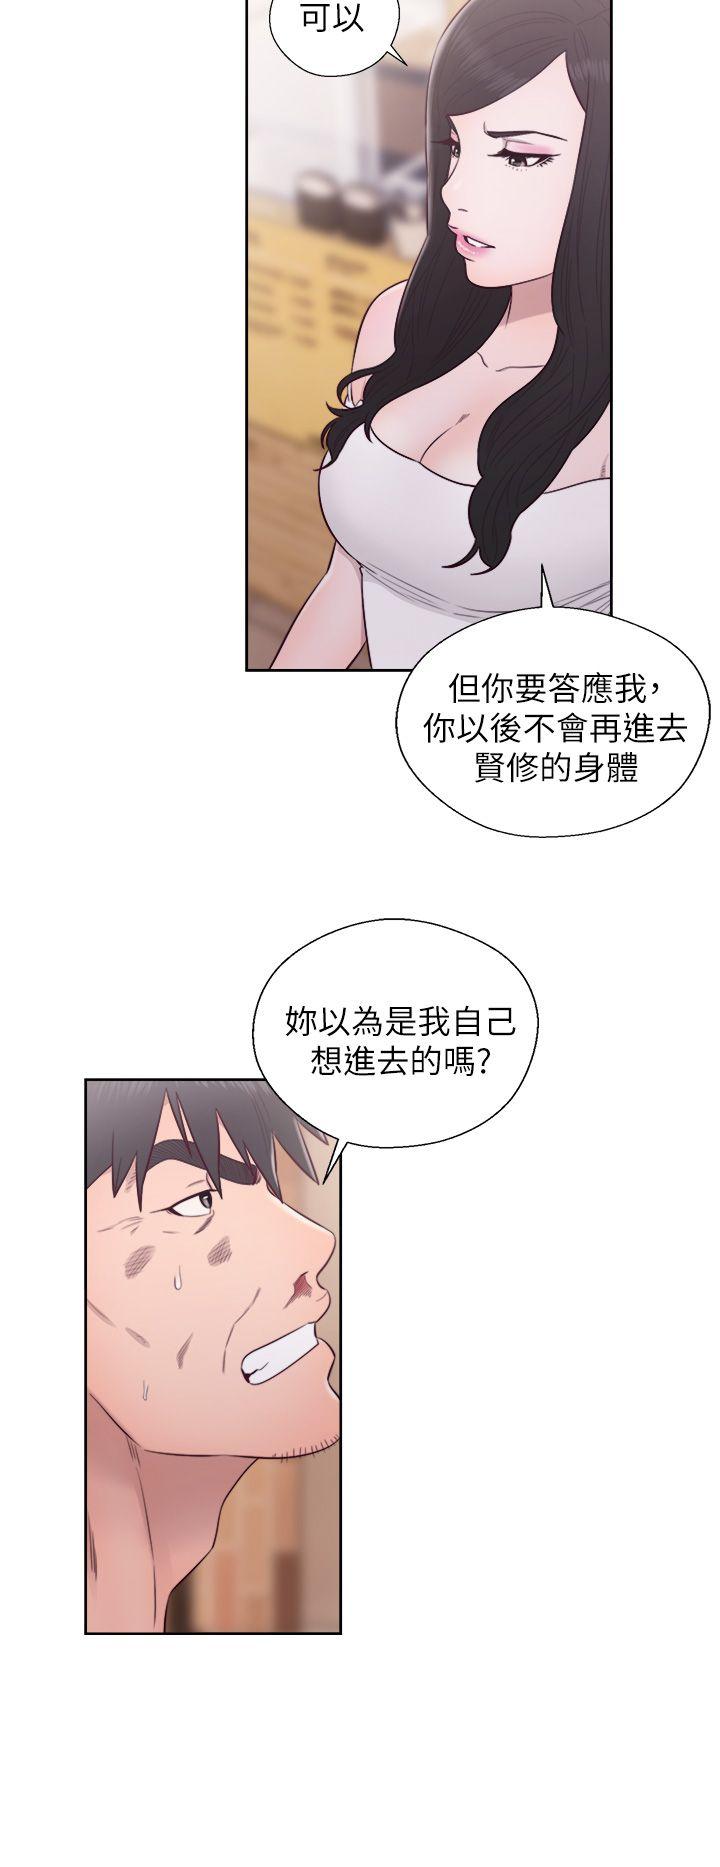 可以
但你要答應我，
你以後不會再進去
賢修的身體
妳以為是我自己
想進去的嗎?